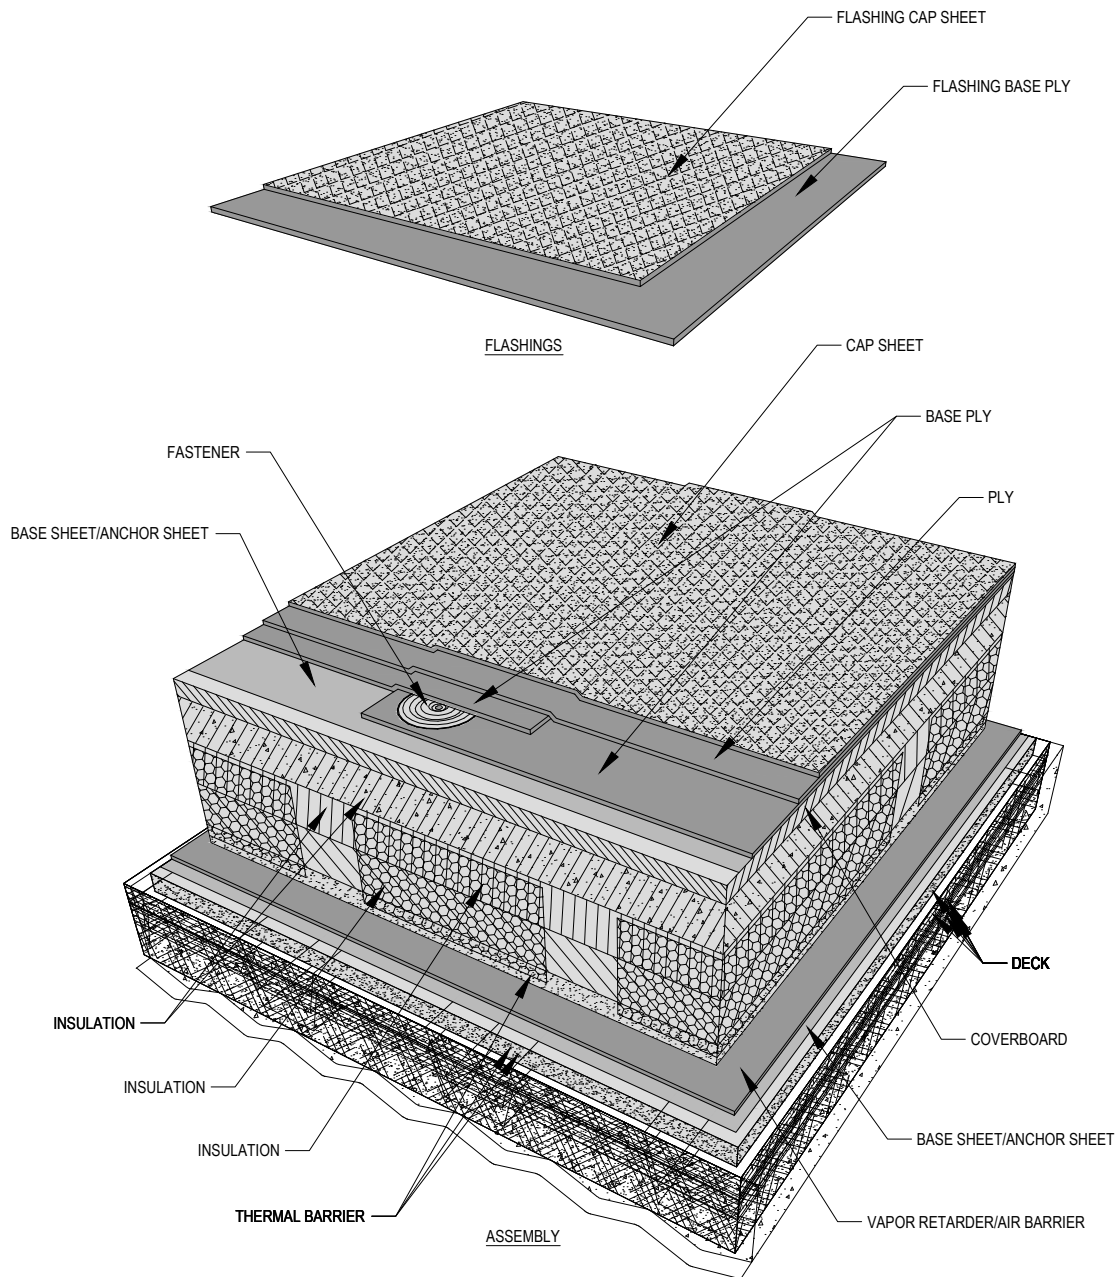 FLASHING CAP SHEET
FLASHING BASE PLY
FLASHINGS
CAP SHEET
BASE PLY
FASTENER
PLY
BASE SHEET/ANCHOR SHEET
DECK
INSULATION
COVERBOARD
INSULATION
BASE SHEET/ANCHOR SHEET
INSULATION
THERMAL BARRIER
VAPOR RETARDER/AIR BARRIER
ASSEMBLY